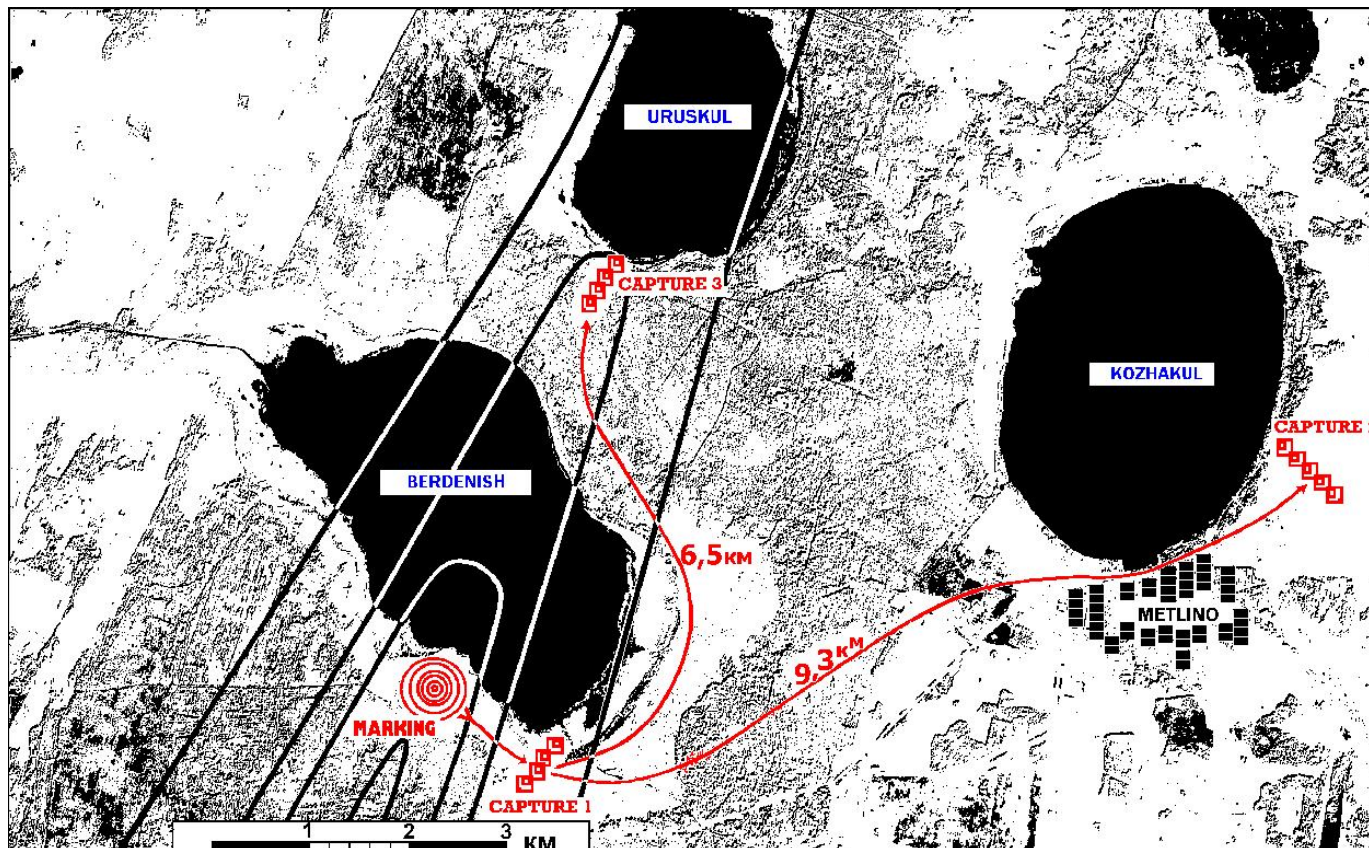 URUSKUL
CAPTURE 3
KOZHAKUL
CAPTURE
BERDENISH
6,5км
METLINO
9,3км
MARKING
CAPTURE 1
1 2 3 KM